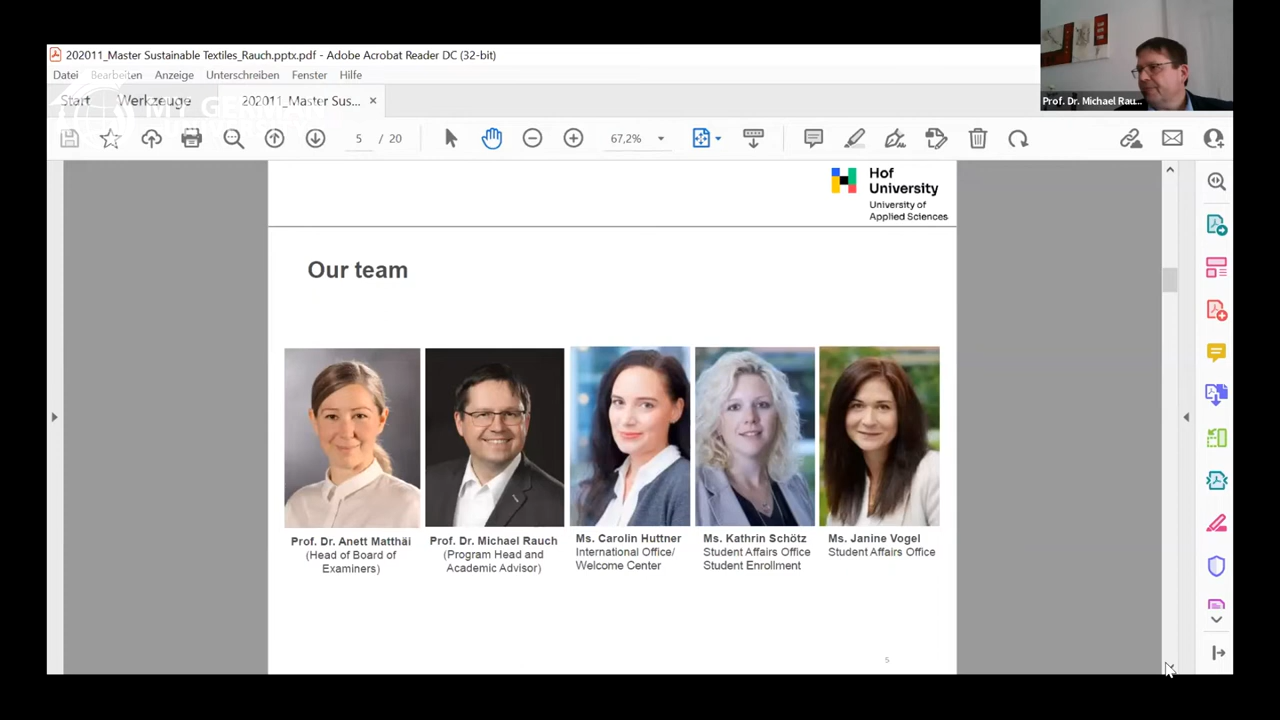 202011_Master Sustainable Textiles_Rauch.pptx.pdf - Adobe Acrobat Reader DC (32-bit)
Datei Bearbeiten Anzeige Unterschreiben Fenster Hilfe
Start Werkzeuge 202011_Master Sus...
5 / 20 67,2%
Prof. Dr. Michael Rau...
Hof
University
University of
Applied Sciences
Our team
Prof. Dr. Anett Matthäi
(Head of Board of
Examiners)
Prof. Dr. Michael Rauch
(Program Head and
Academic Advisor)
Ms. Carolin Huttner
International Office/
Welcome Center
Ms. Kathrin Schötz
Student Affairs Office
Student Enrollment
Ms. Janine Vogel
Student Affairs Office
5